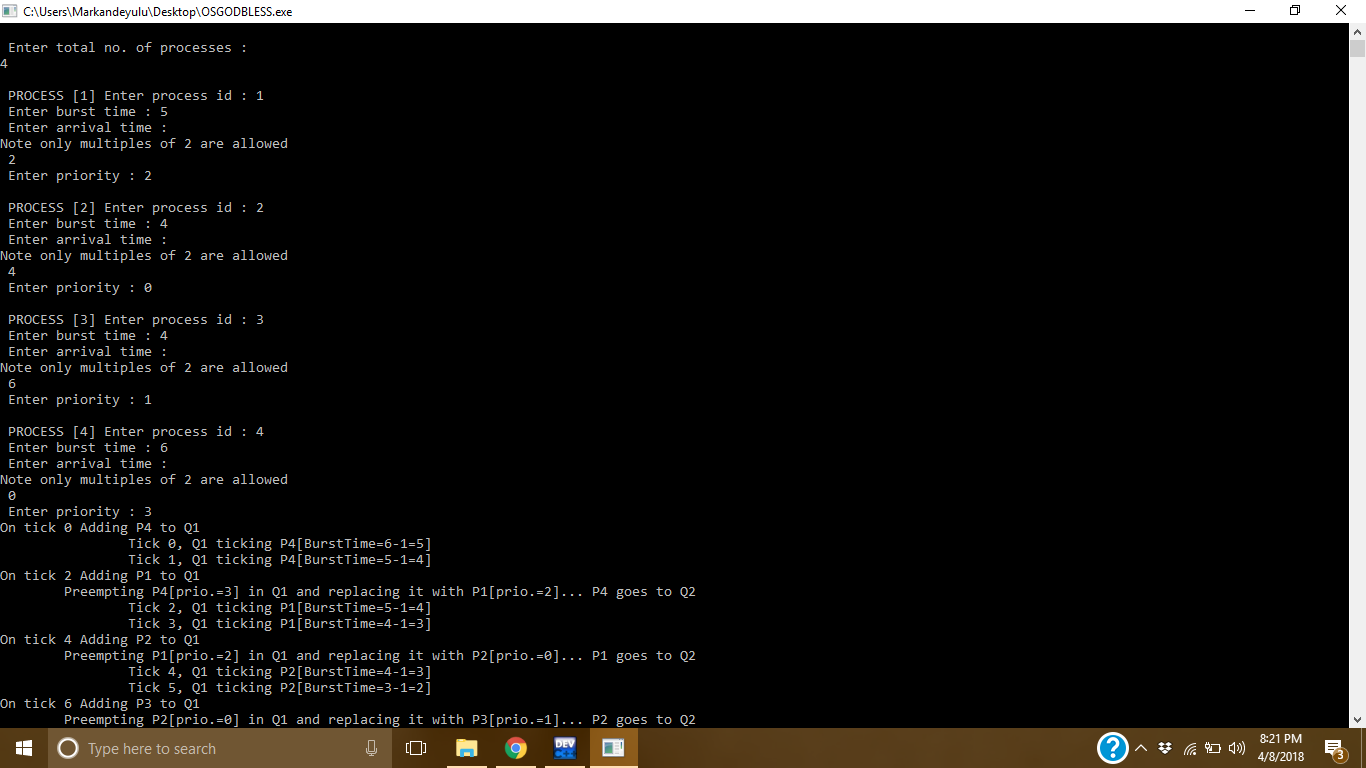 C:\Users\Markandeyulu\Desktop\OSGODBLESS.exe
Enter total no. of processes :
4
PROCESS [1] Enter process id : 1
Enter burst time : 5
Enter arrival time :
Note only multiples of 2 are allowed
2
Enter priority : 2
PROCESS [2] Enter process id : 2
Enter burst time : 4
Enter arrival time :
Note only multiples of 2 are allowed
4
Enter priority : 0
PROCESS [3] Enter process id : 3
Enter burst time : 4
Enter arrival time :
Note only multiples of 2 are allowed
6
Enter priority : 1
PROCESS [4] Enter process id : 4
Enter burst time : 6
Enter arrival time :
Note only multiples of 2 are allowed
0
Enter priority : 3
On tick 0 Adding P4 to Q1
Tick 0, Q1 ticking P4[BurstTime=6-1=5]
Tick 1, Q1 ticking P4[BurstTime=5-1=4]
On tick 2 Adding P1 to Q1
Preempting P4[prio.=3] in Q1 and replacing it with P1[prio.=2]... P4 goes to Q2
Tick 2, Q1 ticking P1[BurstTime=5-1=4]
Tick 3, Q1 ticking P1[BurstTime=4-1=3]
On tick 4 Adding P2 to Q1
Preempting P1[prio.=2] in Q1 and replacing it with P2[prio.=0]... P1 goes to Q2
Tick 4, Q1 ticking P2[BurstTime=4-1=3]
Tick 5, Q1 ticking P2[BurstTime=3-1=2]
On tick 6 Adding P3 to Q1
Preempting P2[prio.=0] in Q1 and replacing it with P3[prio.=1]... P2 goes to Q2
Type here to search
DEV
?
8:21 PM
4/8/2018
3